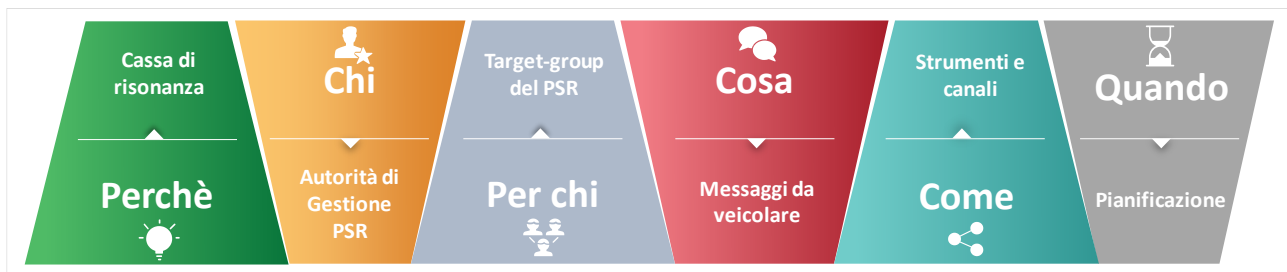 Cassa di
risonanza
Perchè
Chi
Autorità di
Gestione
PSR
Target-group
del PSR
Per chi
Cosa
Messaggi da
veicolare
Strumenti e
canali
Come
Quando
Pianificazione